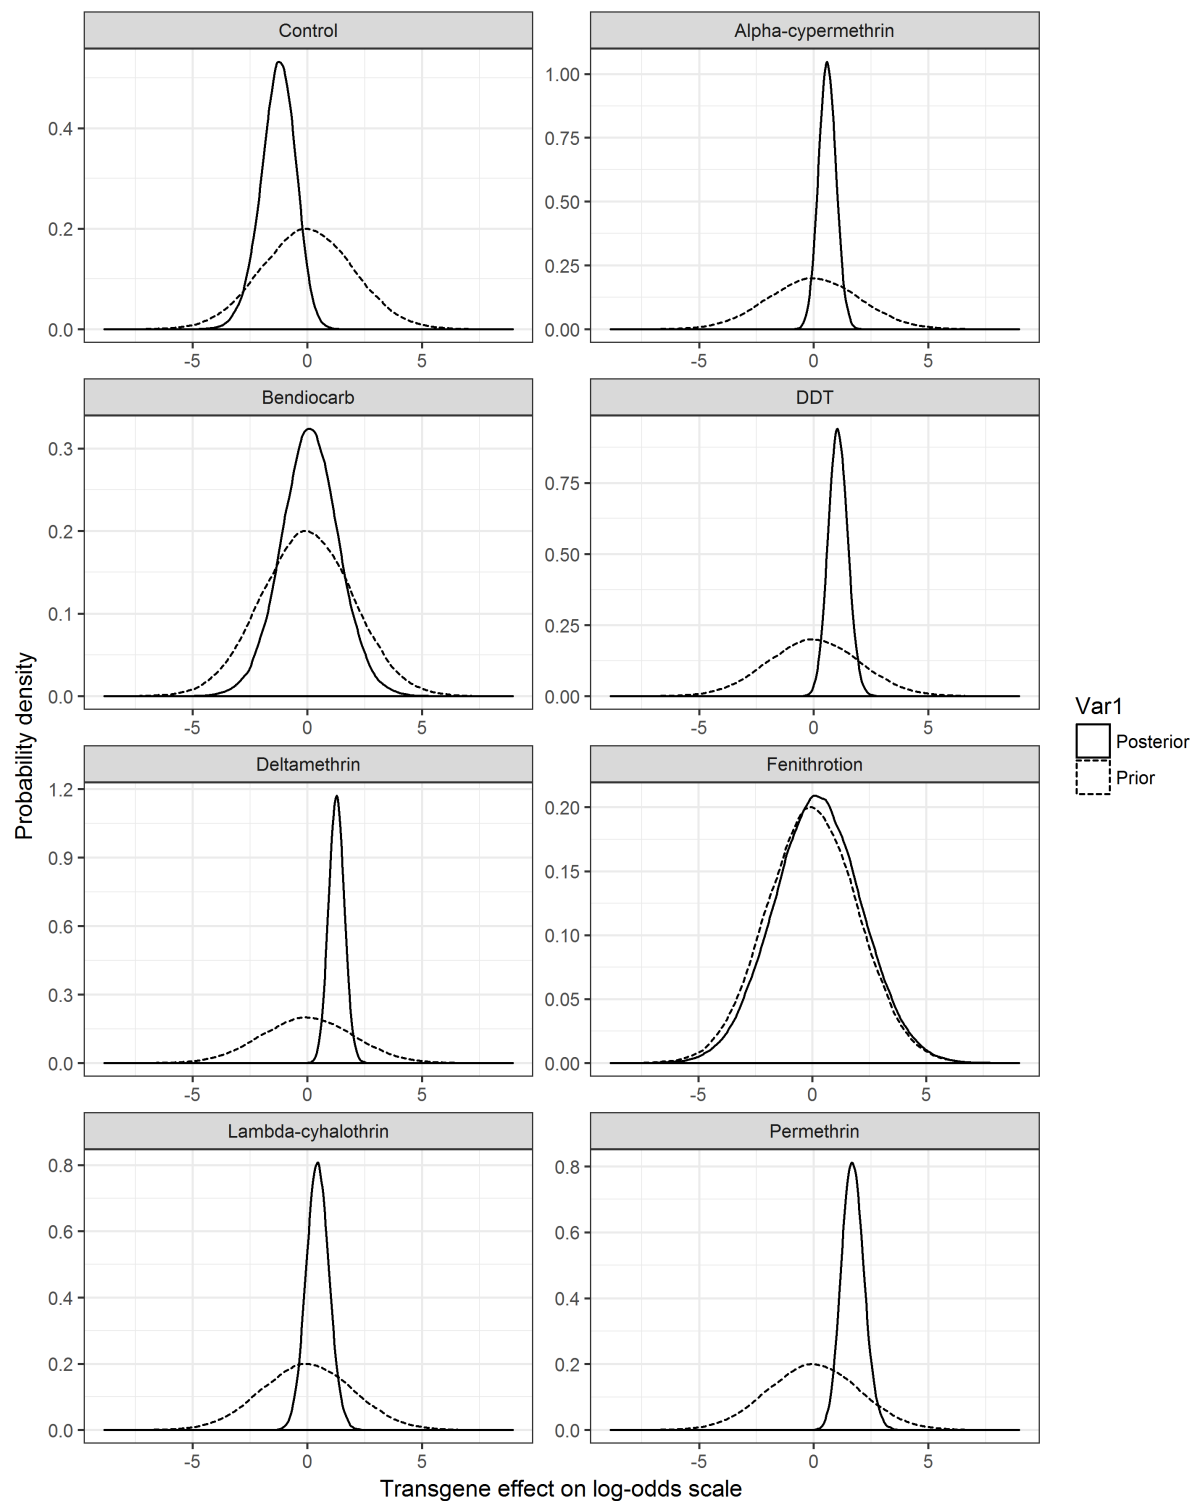 Control
Alpha-cypermethrin
0.4
0.2
0.0
-5 0 5
1.00
0.75
0.50
0.25
0.00
-5 0 5
Bendiocarb
DDT
0.3
0.2
0.1
0.0
-5 0 5
0.75
0.50
0.25
0.00
-5 0 5
Deltamethrin
Fenithrotion
1.2
0.9
0.6
0.3
0.0
-5 0 5
0.20
0.15
0.10
0.05
0.00
-5 0 5
Lambda-cyhalothrin
Permethrin
0.8
0.6
0.4
0.2
0.0
-5 0 5
0.8
0.6
0.4
0.2
0.0
-5 0 5
Probability density
Transgene effect on log-odds scale
Var1
Posterior
Prior